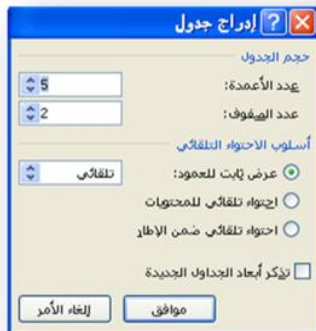 إدراج جدول
حجم الجدول
عدد الأعمدة: 5
عدد الصفوف: 2
أسلوب الاحتواء التلقائي
عرض ثابت للعمود: تلقائي
احتواء تلقائي للمحتويات
احتواء تلقائي ضمن الإطار
تذكر أبعاد الجداول الجديدة
موافق إلغاء الأمر